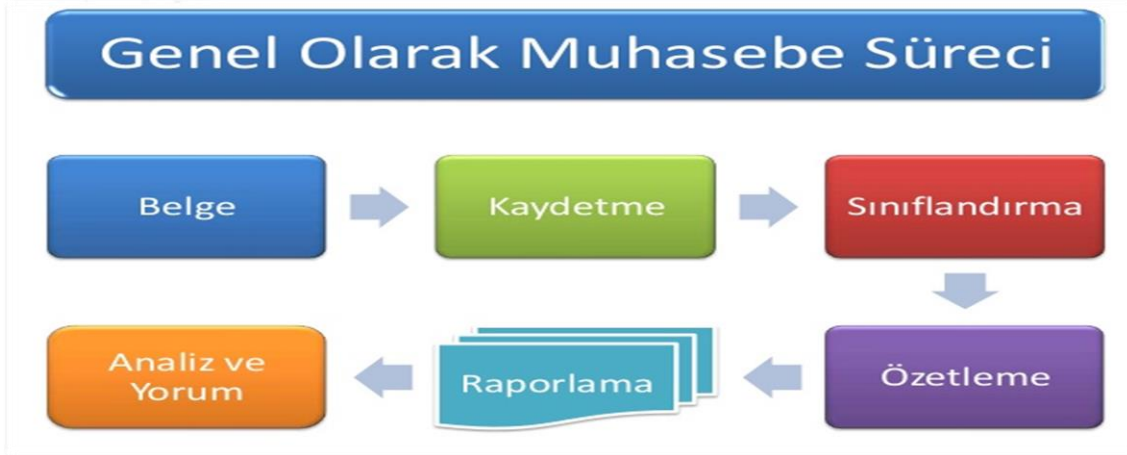 Genel Olarak Muhasebe Süreci
Belge
Kaydetme
Sınıflandırma
Özetleme
Raporlama
Analiz ve
Yorum